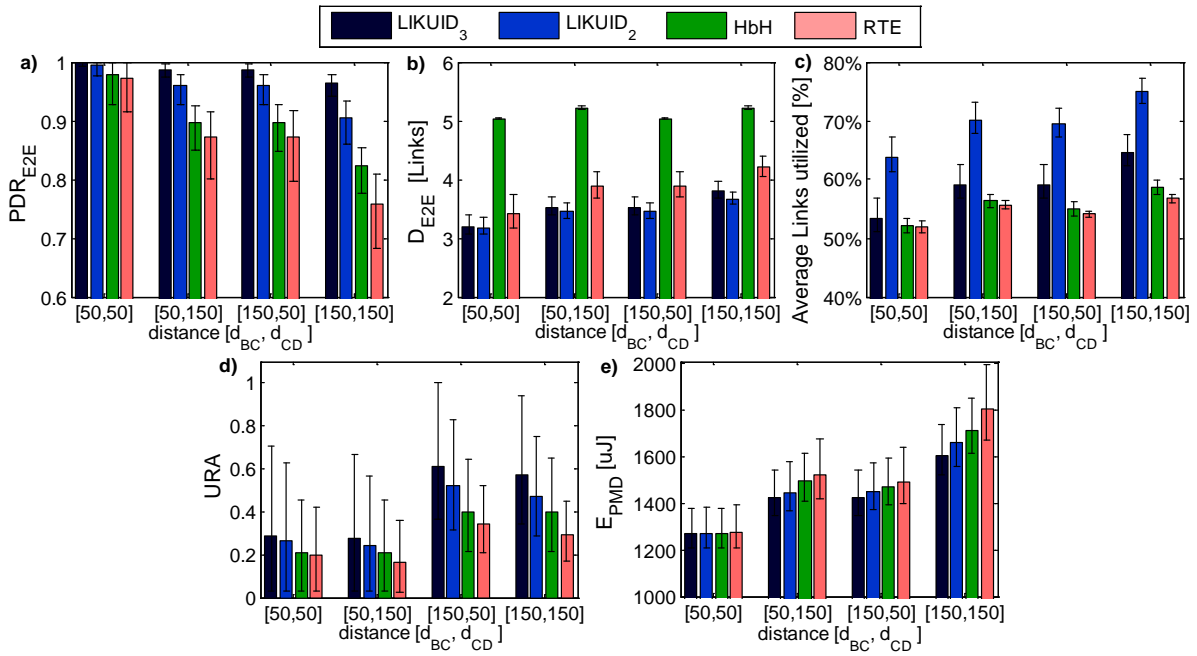 LIKUID3 LIKUID2 HbH RTE
a)
PDRE2E
1
0.9
0.8
0.7
0.6
[50,50] [50,150] [150,50] [150,150]
distance [dBC, dCD]
b)
DE2E [Links]
6
5
4
3
2
[50,50] [50,150] [150,50] [150,150]
distance [dBC, dCD]
c)
Average Links utilized [%]
80%
70%
60%
50%
40%
[50,50] [50,150] [150,50] [150,150]
distance [dBC, dCD]
d)
URA
1
0.8
0.6
0.4
0.2
0
[50,50] [50,150] [150,50] [150,150]
distance [dBC, dCD]
e)
EPMD [uJ]
2000
1800
1600
1400
1200
1000
[50,50] [50,150] [150,50] [150,150]
distance [dBC, dCD]